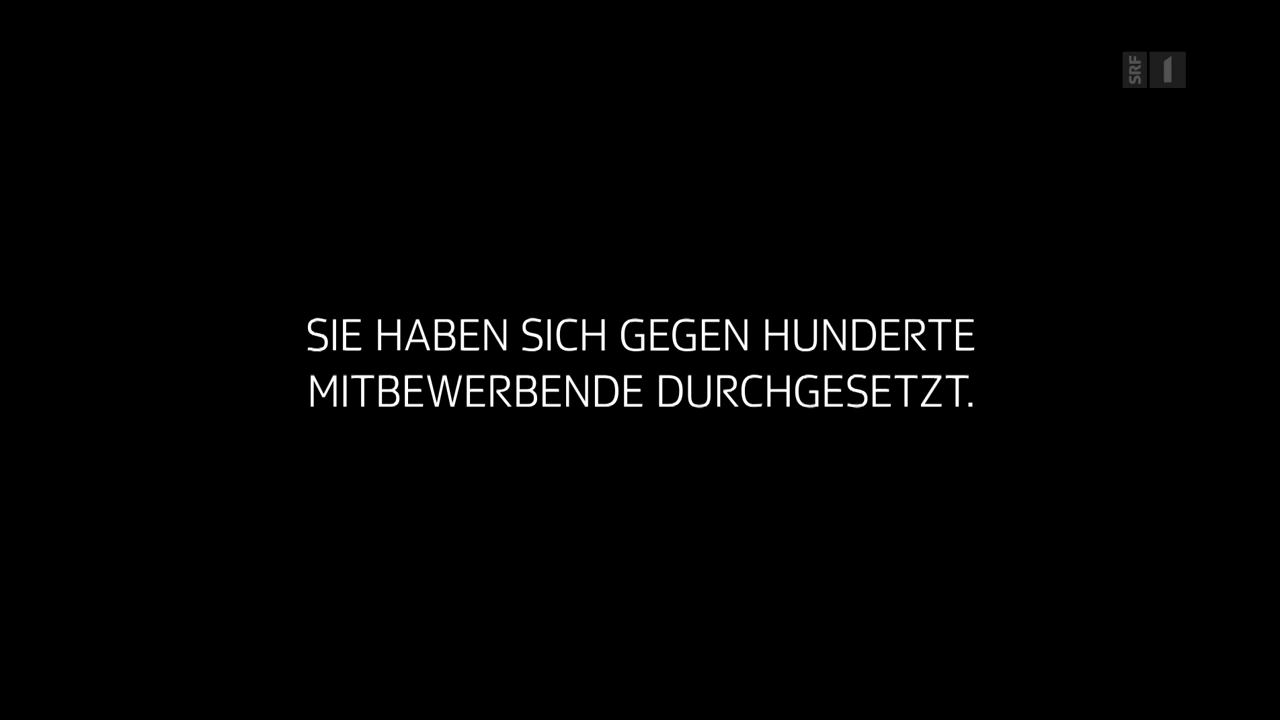 SRF 1
SIE HABEN SICH GEGEN HUNDERTE
MITBEWERBENDE DURCHGESETZT.